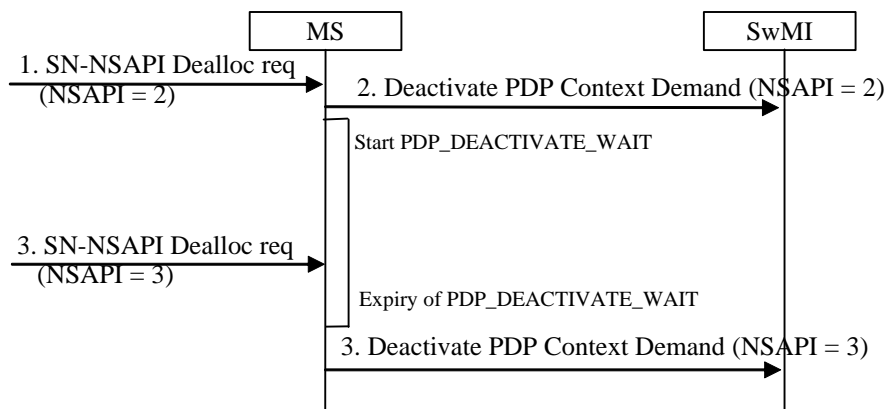 MS
SwMI
1. SN-NSAPI Dealloc req
(NSAPI = 2)
2. Deactivate PDP Context Demand (NSAPI = 2)
Start PDP_DEACTIVATE_WAIT
3. SN-NSAPI Dealloc req
(NSAPI = 3)
Expiry of PDP_DEACTIVATE_WAIT
3. Deactivate PDP Context Demand (NSAPI = 3)